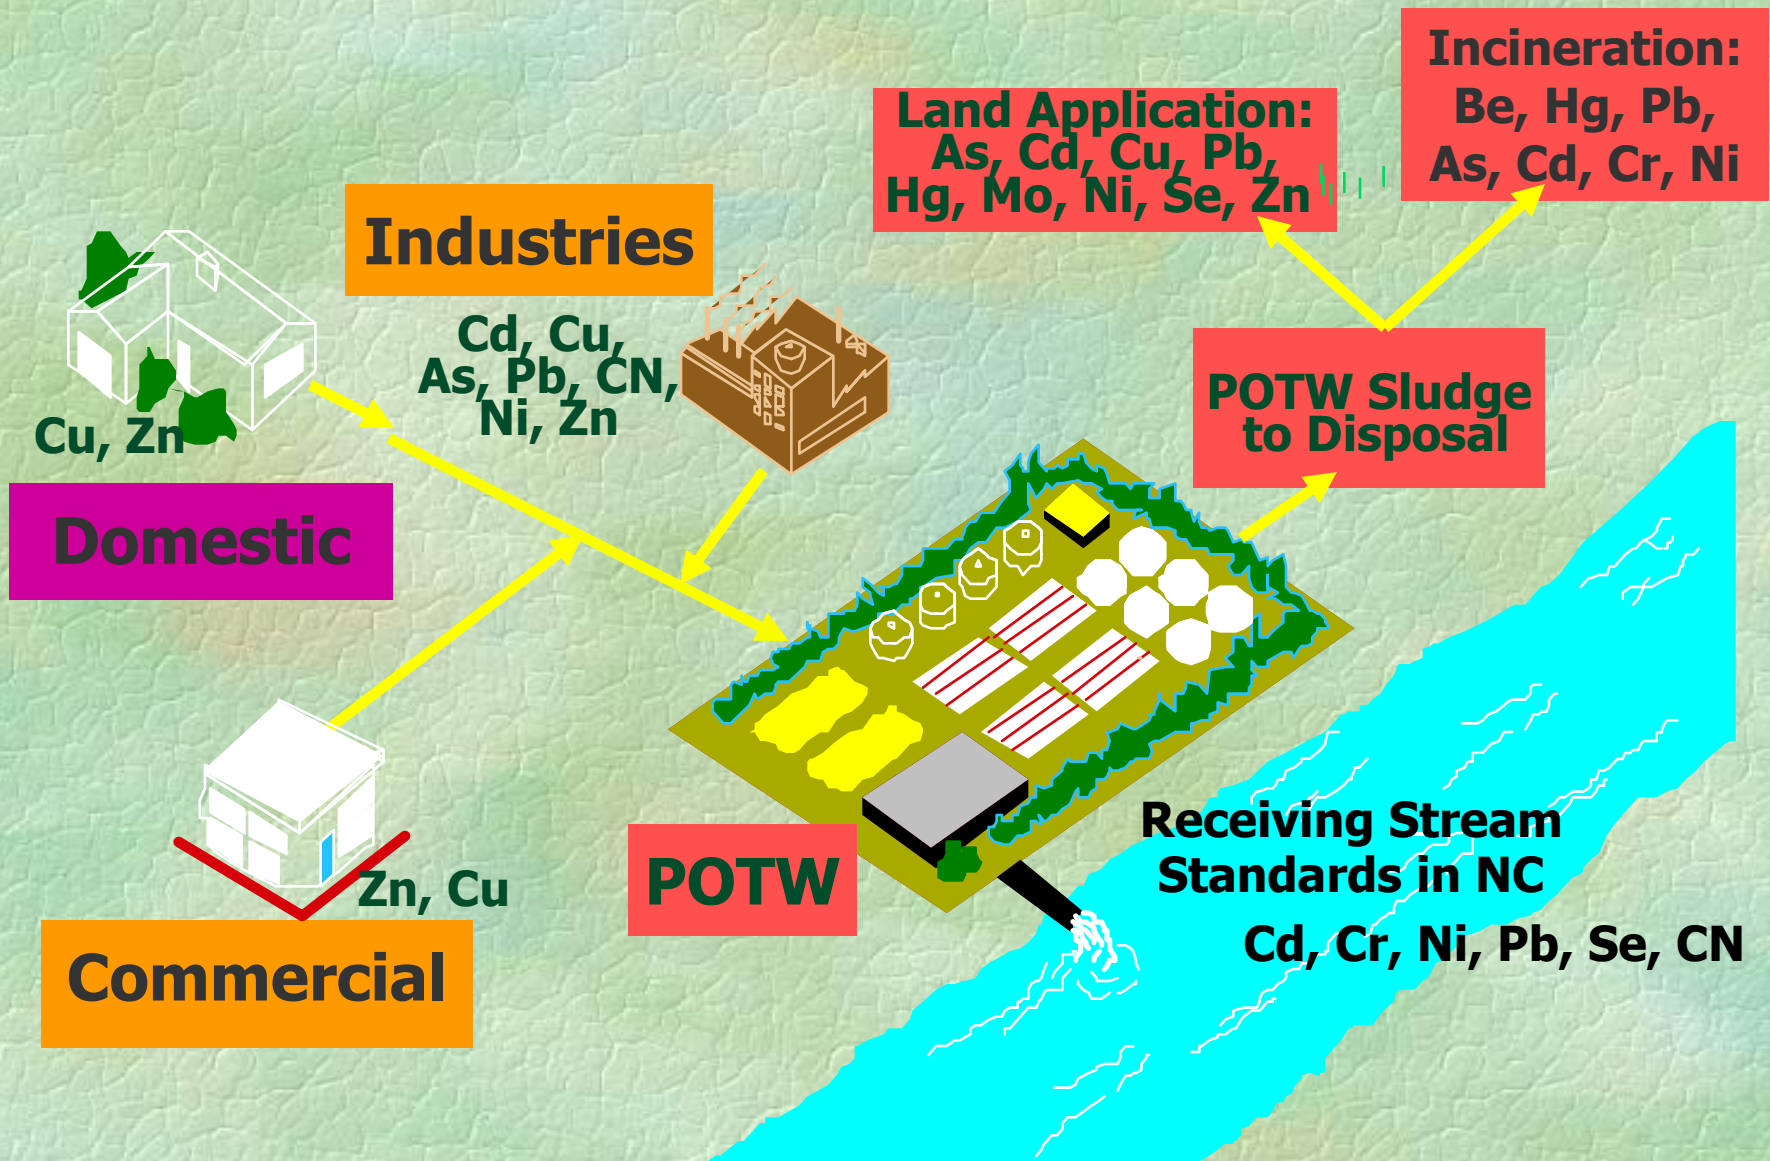 Incineration:
Be, Hg, Pb,
As, Cd, Cr, Ni
Land Application:
As, Cd, Cu, Pb,
Hg, Mo, Ni, Se, Zn
Industries
Cd, Cu,
As, Pb, CN,
Ni, Zn
Cu, Zn
Domestic
POTW Sludge
to Disposal
Zn, Cu
Commercial
POTW
Receiving Stream
Standards in NC
Cd, Cr, Ni, Pb, Se, CN